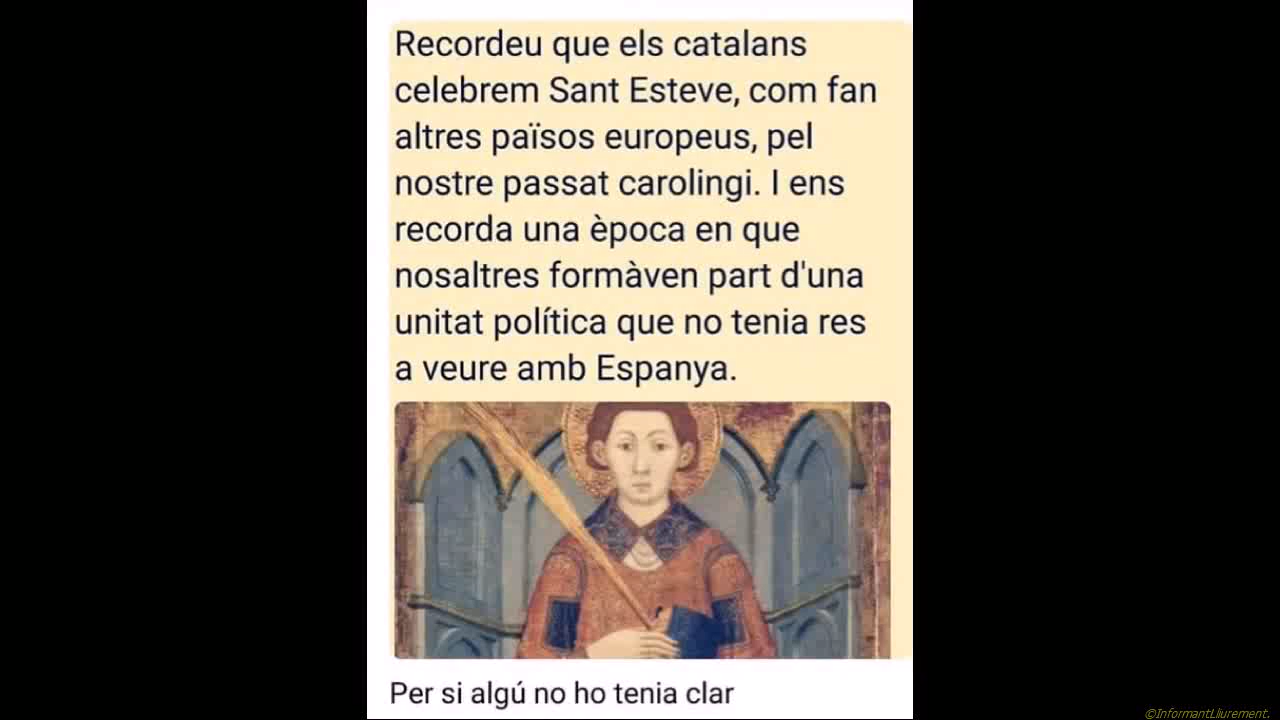 Recordeu que els catalans
celebrem Sant Esteve, com fan
altres països europeus, pel
nostre passat carolingi. I ens
recorda una època en que
nosaltres formàven part d'una
unitat política que no tenia res
a veure amb Espanya.
Per si algú no ho tenia clar
©InformantLliurement.